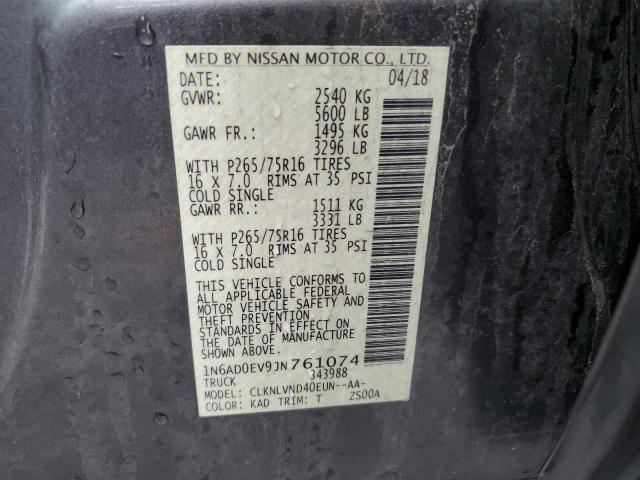 MFD BY NISSAN MOTOR CO., LTD.
DATE: 04/18
GVWR: 2540 KG
5600 LB
GAWR FR.: 1495 KG
3296 LB
WITH P265/75R16 TIRES
16 X 7.0 RIMS AT 35 PSI
COLD SINGLE
GAWR RR.: 1511 KG
3331 LB
WITH P265/75R16 TIRES
16 X 7.0 RIMS AT 35 PSI
COLD SINGLE
THIS VEHICLE CONFORMS TO
ALL APPLICABLE FEDERAL
MOTOR VEHICLE SAFETY AND
THEFT PREVENTION
STANDARDS IN EFFECT ON
THE DATE OF MANUFACTURE
SHOWN ABOVE.
1N6AD0EV9JN761074
TRUCK 343988
MODEL: CLKNLVND40EUN--AA-
COLOR: KAD TRIM: T ZS00A